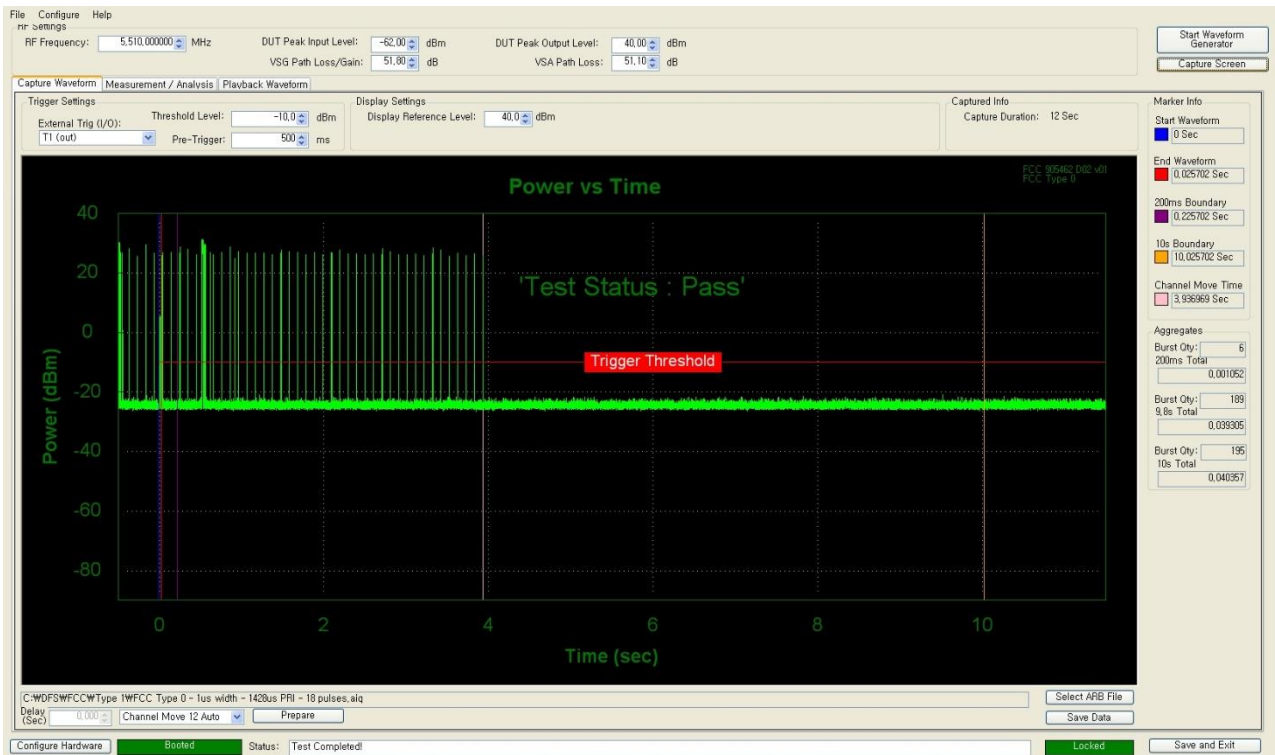 File Configure Help
RF Settings
RF Frequency: 5,510,000000 MHz
DUT Peak Input Level: -62,00 dBm
DUT Peak Output Level: 40,00 dBm
VSG Path Loss/Gain: 51,80 dB
VSA Path Loss: 51,10 dB
Start Waveform Generator
Capture Screen
Capture Waveform Measurement / Analysis Playback Waveform
Trigger Settings
External Trig (I/O):
T1 (out)
Threshold Level: -10,0 dBm
Pre-Trigger: 500 ms
Display Settings
Display Reference Level: 40,0 dBm
Captured Info
Capture Duration: 12 Sec
Marker Info
Start Waveform
0 Sec
End Waveform
0,025702 Sec
200ms Boundary
0,225702 Sec
10s Boundary
10,025702 Sec
Channel Move Time
3,936969 Sec
Aggregates
Burst Qty: 6
200ms Total
0,001052
Burst Qty: 189
9,8s Total
0,039305
Burst Qty: 195
10s Total
0,040357
FCC 905462 D02 v01
FCC Type 0
Power vs Time
'Test Status : Pass'
Trigger Threshold
Power (dBm)
40
20
0
-20
-40
-60
-80
0 2 4 6 8 10
Time (sec)
C:₩DFS₩FCC₩Type 1₩FCC Type 0 - 1us width - 1428us PRI - 18 pulses.aiq
Select ARB File
Delay (Sec) 0,000 Channel Move 12 Auto Prepare
Save Data
Configure Hardware Booted Status: Test Completed! Locked Save and Exit